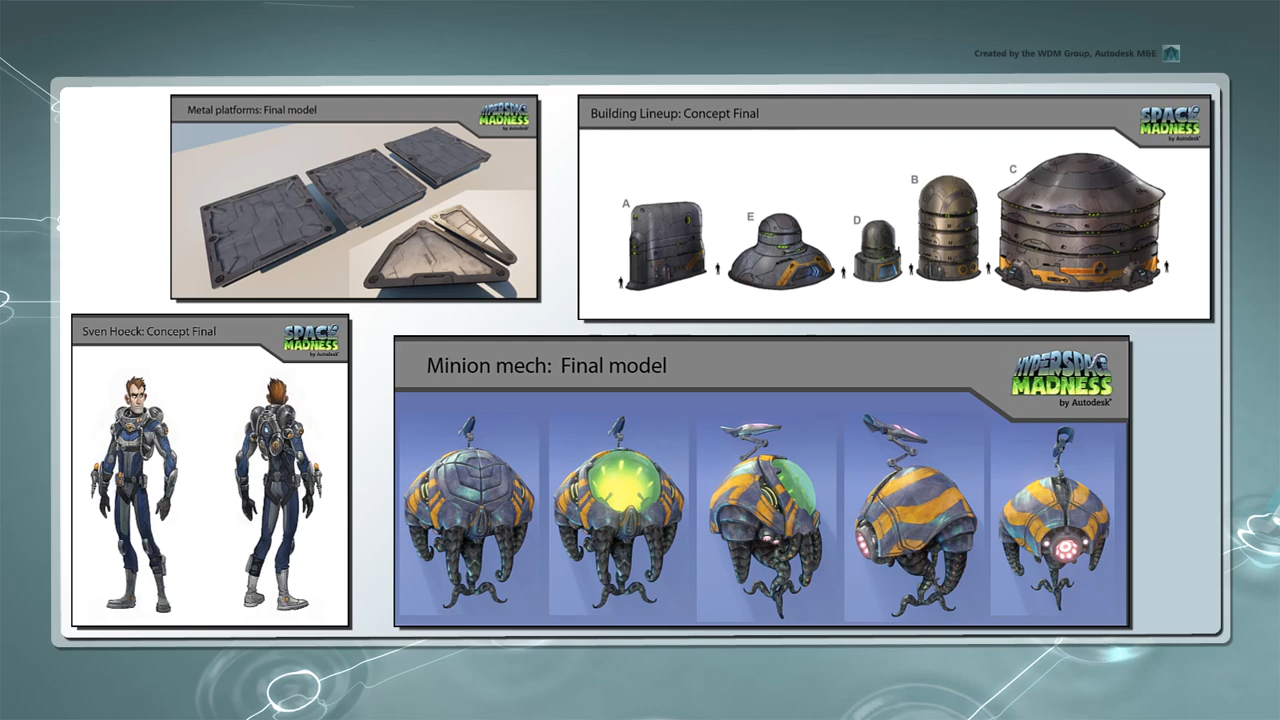 Created by the WDM Group, Autodesk M&E
Metal platforms: Final model
HYPERSPACE
MADNESS
by Autodesk
Building Lineup: Concept Final
SPACE
MADNESS
by Autodesk
A
E
D
B
C
Sven Hoeck: Concept Final
SPACE
MADNESS
by Autodesk
Minion mech: Final model
HYPERSPACE
MADNESS
by Autodesk®